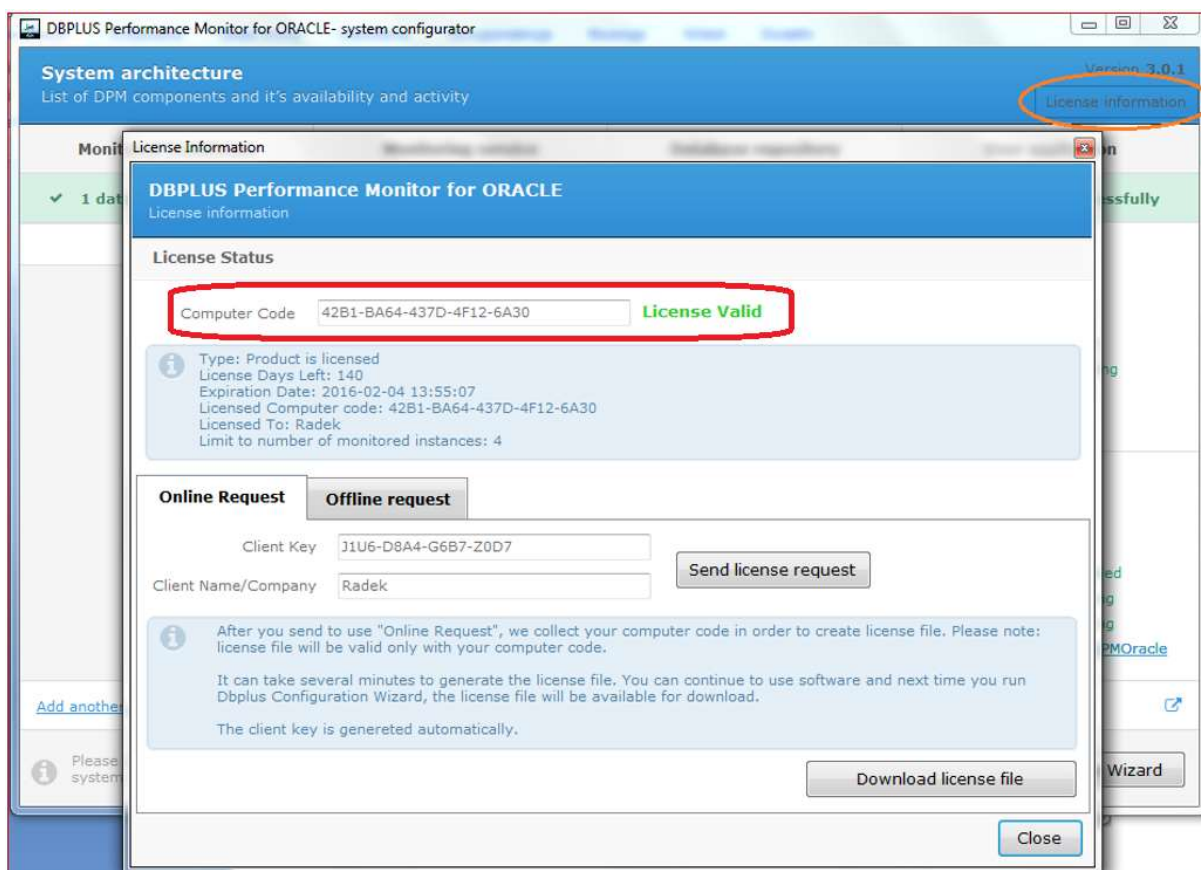 DBPLUS Performance Monitor for ORACLE- system configurator
System architecture
List of DPM components and it's availability and activity
Version 3.0.1
License information
Monit
on
1 dat
ssfully
License Information
DBPLUS Performance Monitor for ORACLE
License information
License Status
Computer Code 42B1-BA64-437D-4F12-6A30 License Valid
Type: Product is licensed
License Days Left: 140
Expiration Date: 2016-02-04 13:55:07
Licensed Computer code: 42B1-BA64-437D-4F12-6A30
Licensed To: Radek
Limit to number of monitored instances: 4
ng
Online Request Offline request
Client Key J1U6-D8A4-G6B7-Z0D7
Client Name/Company Radek
Send license request
After you send to use "Online Request", we collect your computer code in order to create license file. Please note:
license file will be valid only with your computer code.
It can take several minutes to generate the license file. You can continue to use software and next time you run
Dbplus Configuration Wizard, the license file will be available for download.
The client key is genereted automatically.
Download license file
Close
ed
g
g
PMOracle
Add another
Please
system
Wizard